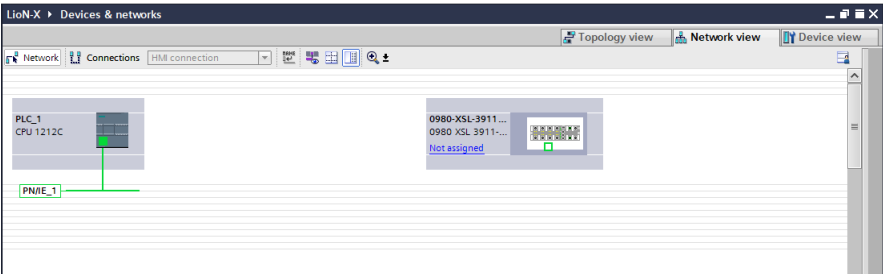 LioN-X ▸ Devices & networks
Topology view Network view Device view
Network Connections HMI connection
PLC_1
CPU 1212C
0980-XSL-3911...
0980 XSL 3911-...
Not assigned
PN/IE_1